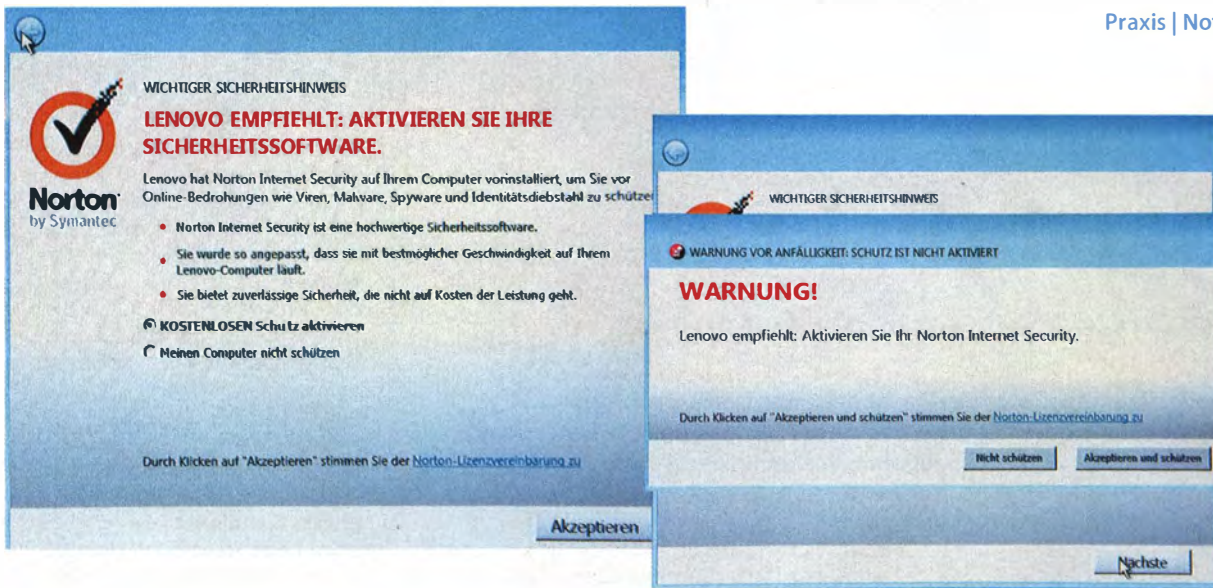 Praxis |
WICHTIGER SICHERHEITSHINWEIS
LENOVO EMPFIEHLT: AKTIVIEREN SIE IHRE
SICHERHEITSSOFTWARE.
Lenovo hat Norton Internet Security auf Ihrem Computer vorinstalliert, um Sie vor
Online-Bedrohungen wie Viren, Malware, Spyware und Identitätsdiebstahl zu schützen
Norton
by Symantec
• Norton Internet Security ist eine hochwertige Sicherheitssoftware.
• Sie wurde so angepasst, dass sie mit bestmöglicher Geschwindigkeit auf Ihrem
Lenovo-Computer läuft.
• Sie bietet zuverlässige Sicherheit, die nicht auf Kosten der Leistung geht.
KOSTENLOSEN Schutz aktivieren
Meinen Computer nicht schützen
Durch Klicken auf "Akzeptieren" stimmen Sie der Norton-Lizenzvereinbarung zu
Akzeptieren
WICHTIGER SICHERHEITSHINWEIS
WARNUNG VOR ANFÄLLIGKEIT: SCHUTZ IST NICHT AKTIVIERT
WARNUNG!
Lenovo empfiehlt: Aktivieren Sie Ihr Norton Internet Security.
Durch Klicken auf "Akzeptieren und schützen" stimmen Sie der Norton-Lizenzvereinbarung zu
Nicht schützen
Akzeptieren und schützen
Nächste